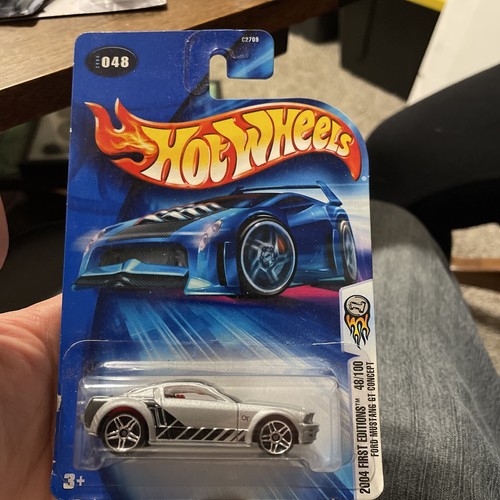 C2709
048
HOT WHEELS
2004 FIRST EDITIONS™ 48/100
FORD MUSTANG GT CONCEPT
3+